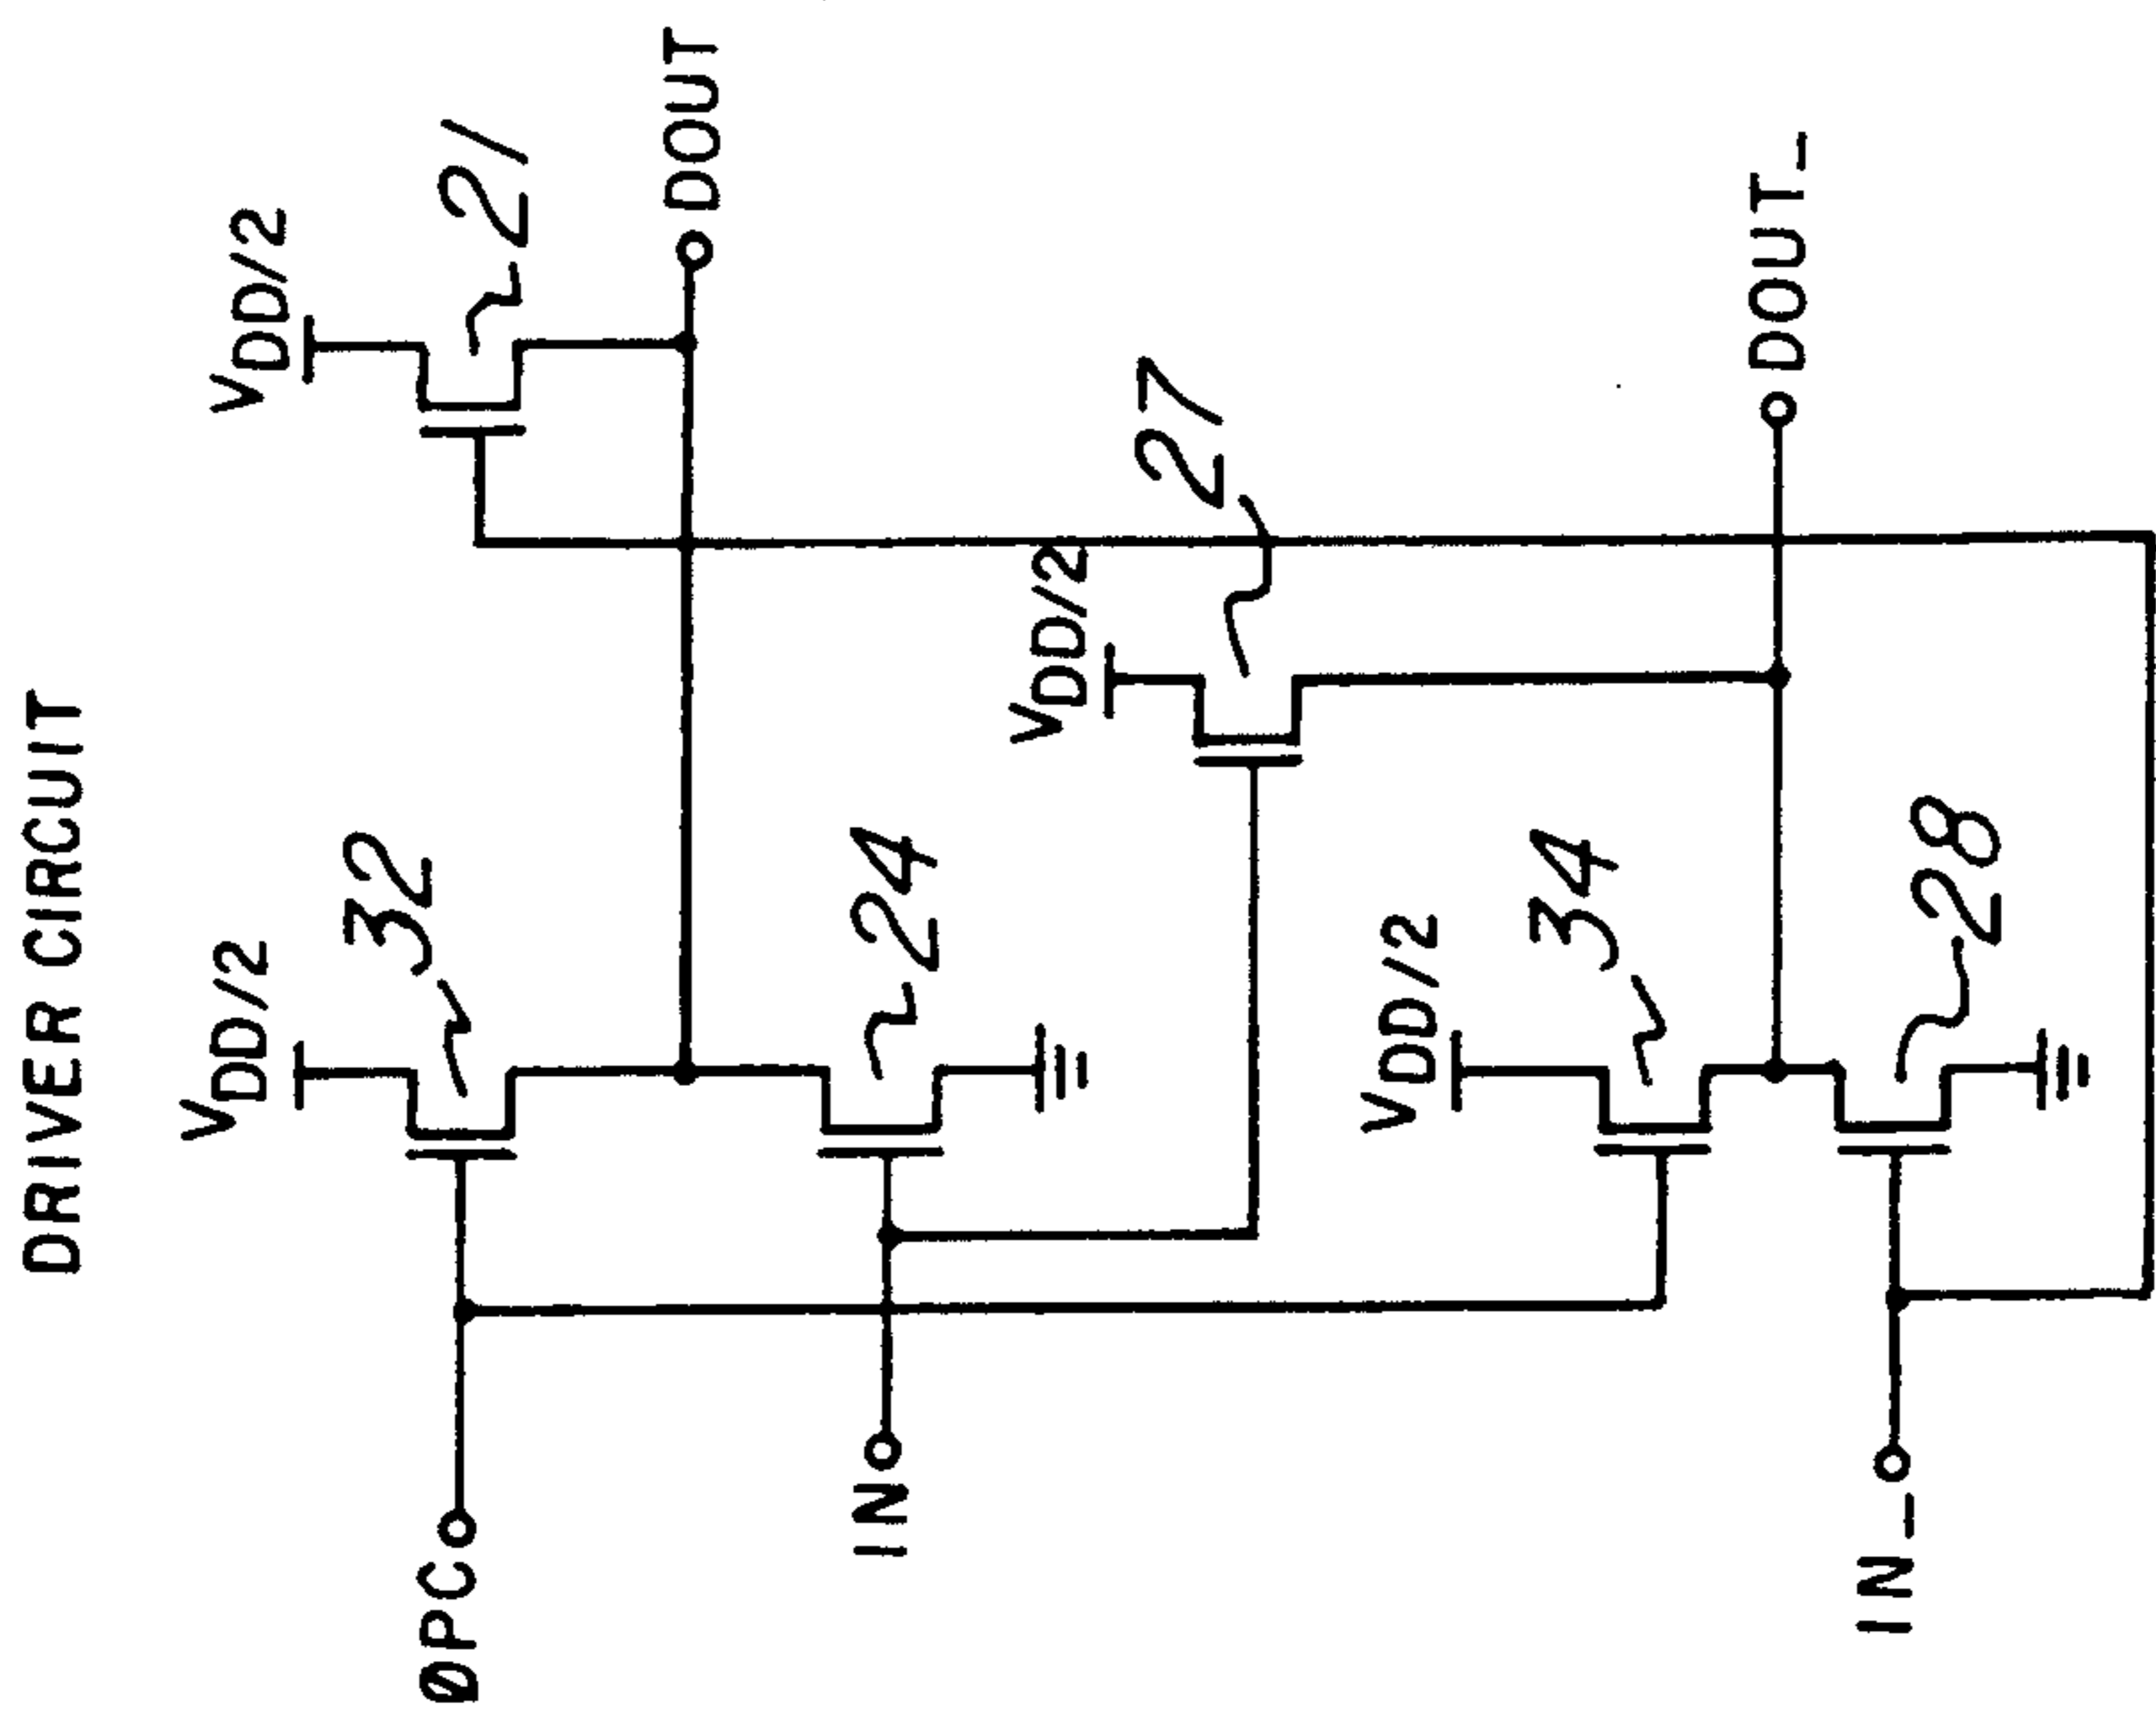 DRIVER CIRCUIT
VDD/2
32
ØPC
VDD/2
21
DOUT
24
IN
VDD/2
27
VDD/2
34
DOUT_
28
IN_